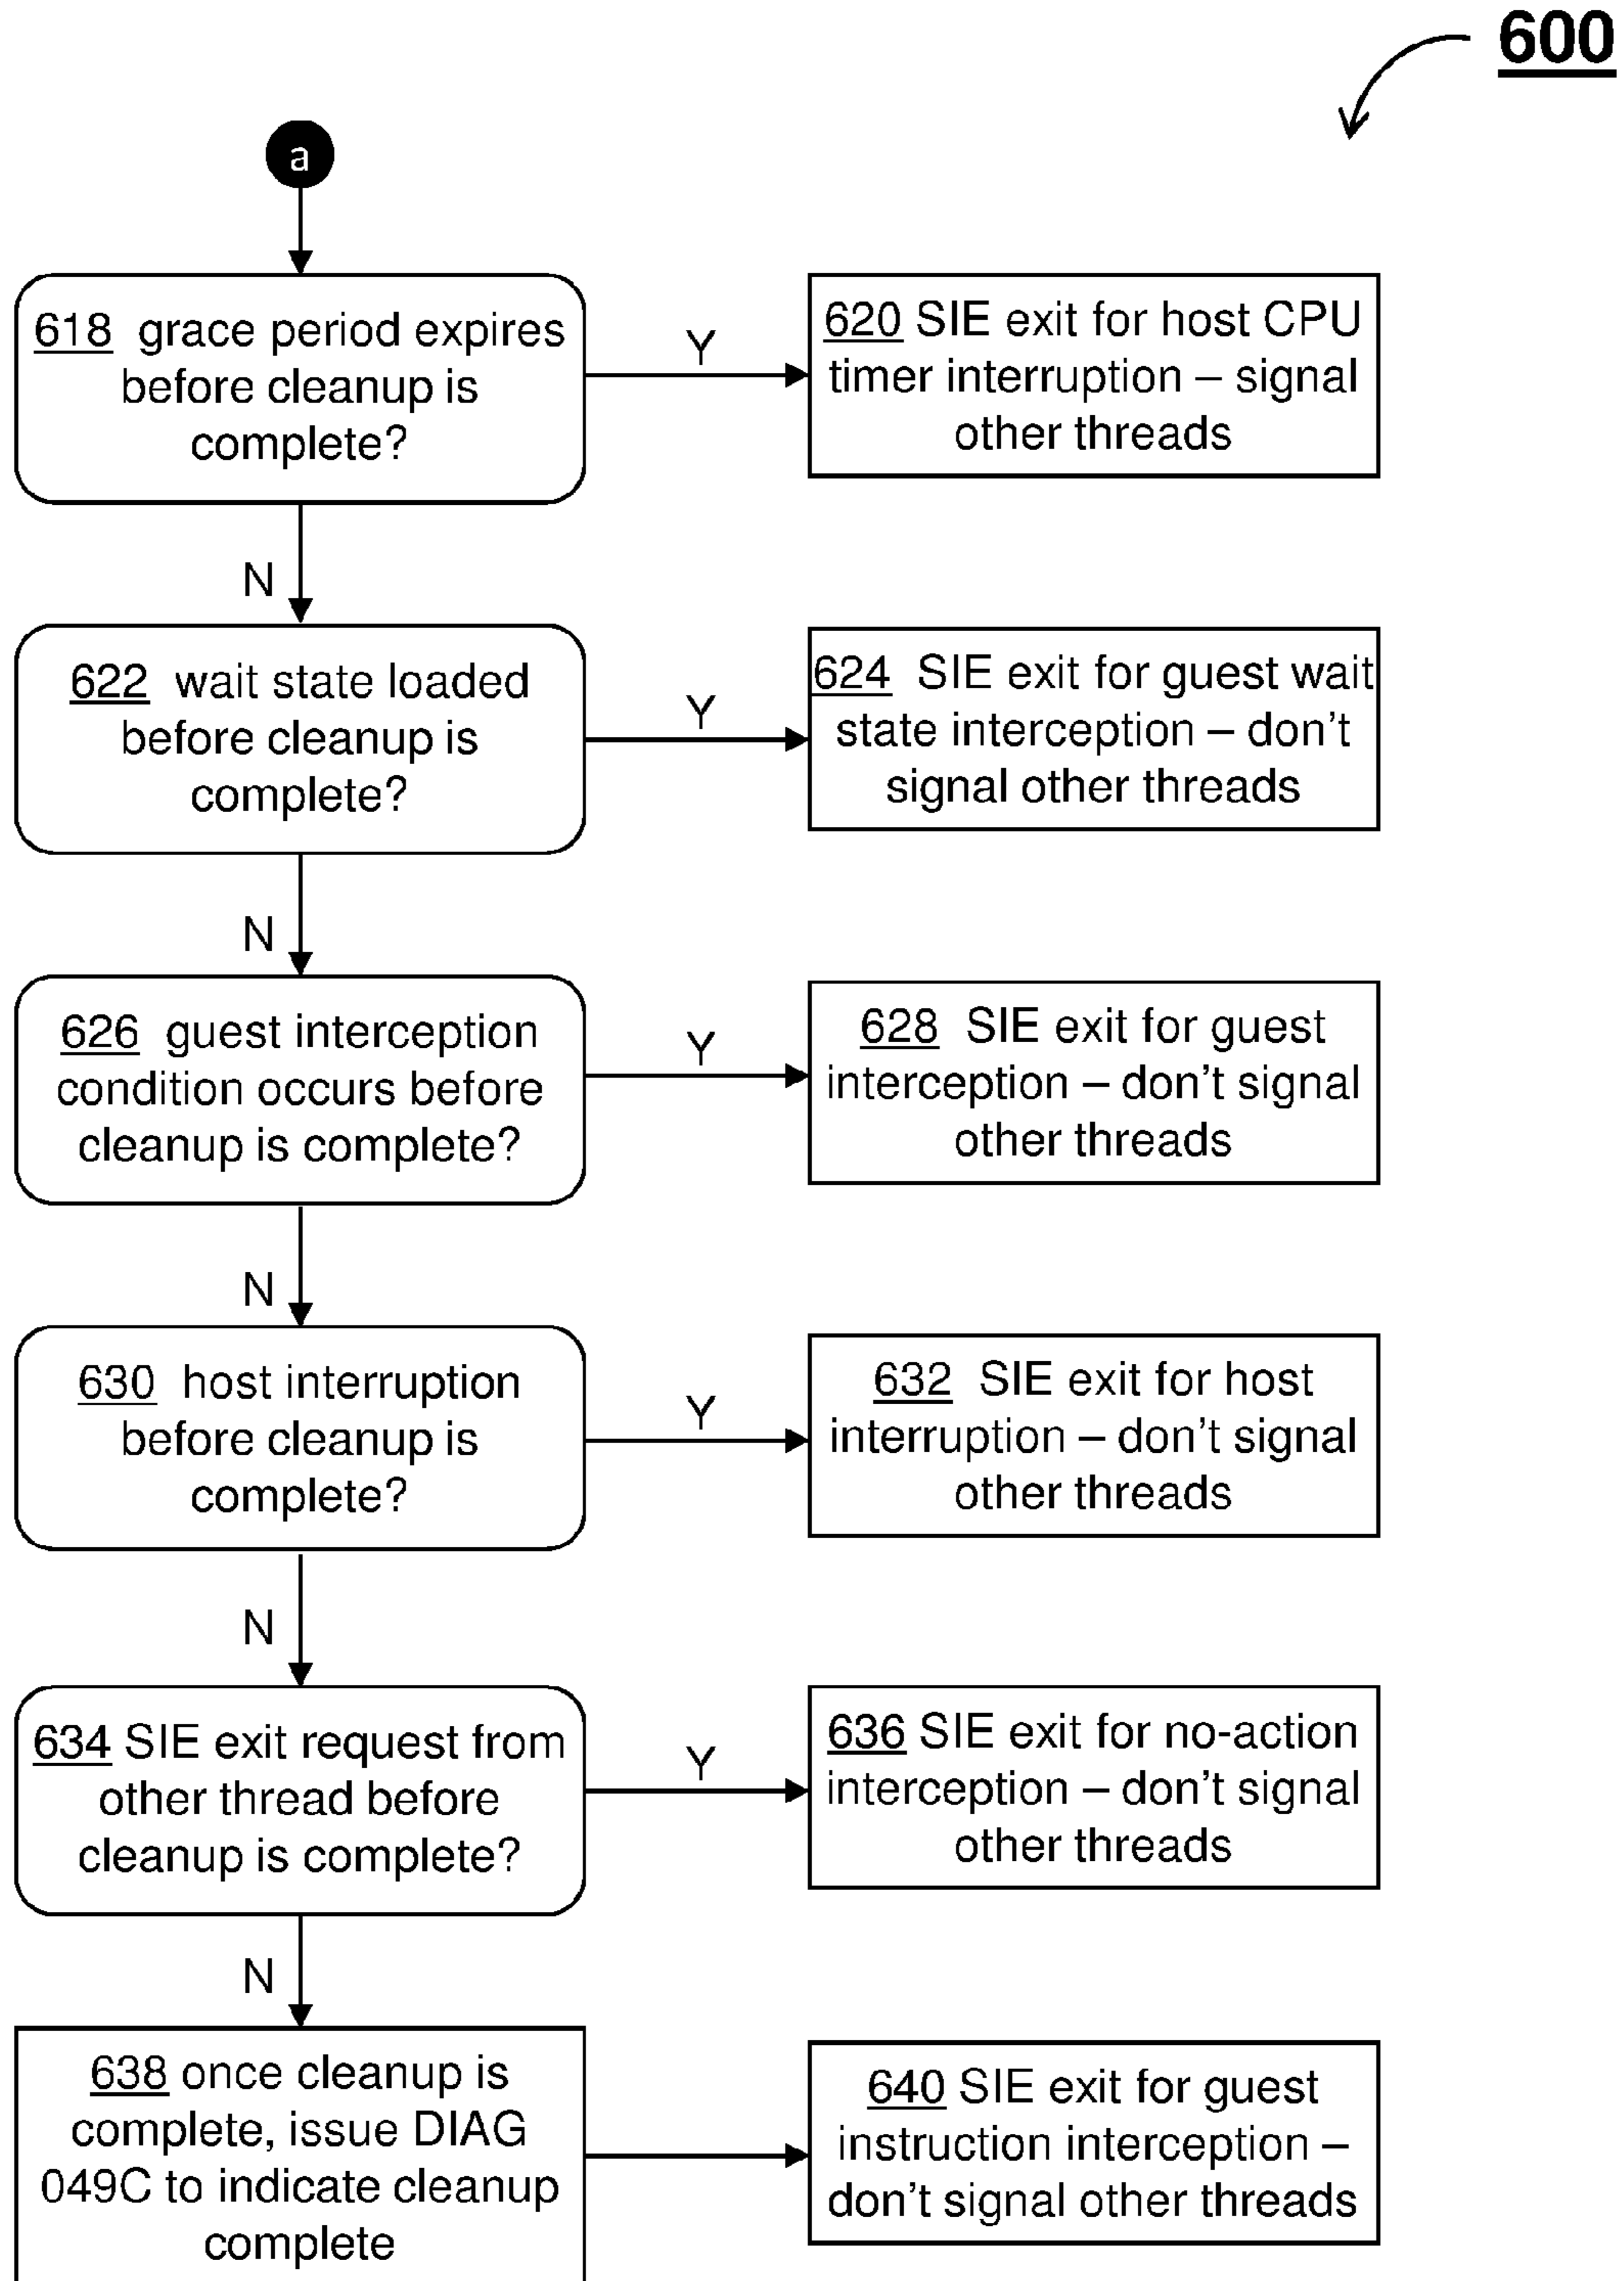 600
a
618 grace period expires
before cleanup is
complete?
Y
620 SIE exit for host CPU
timer interruption – signal
other threads
N
622 wait state loaded
before cleanup is
complete?
Y
624 SIE exit for guest wait
state interception – don't
signal other threads
N
626 guest interception
condition occurs before
cleanup is complete?
Y
628 SIE exit for guest
interception – don't signal
other threads
N
630 host interruption
before cleanup is
complete?
Y
632 SIE exit for host
interruption – don't signal
other threads
N
634 SIE exit request from
other thread before
cleanup is complete?
Y
636 SIE exit for no-action
interception – don't signal
other threads
N
638 once cleanup is
complete, issue DIAG
049C to indicate cleanup
complete
640 SIE exit for guest
instruction interception –
don't signal other threads